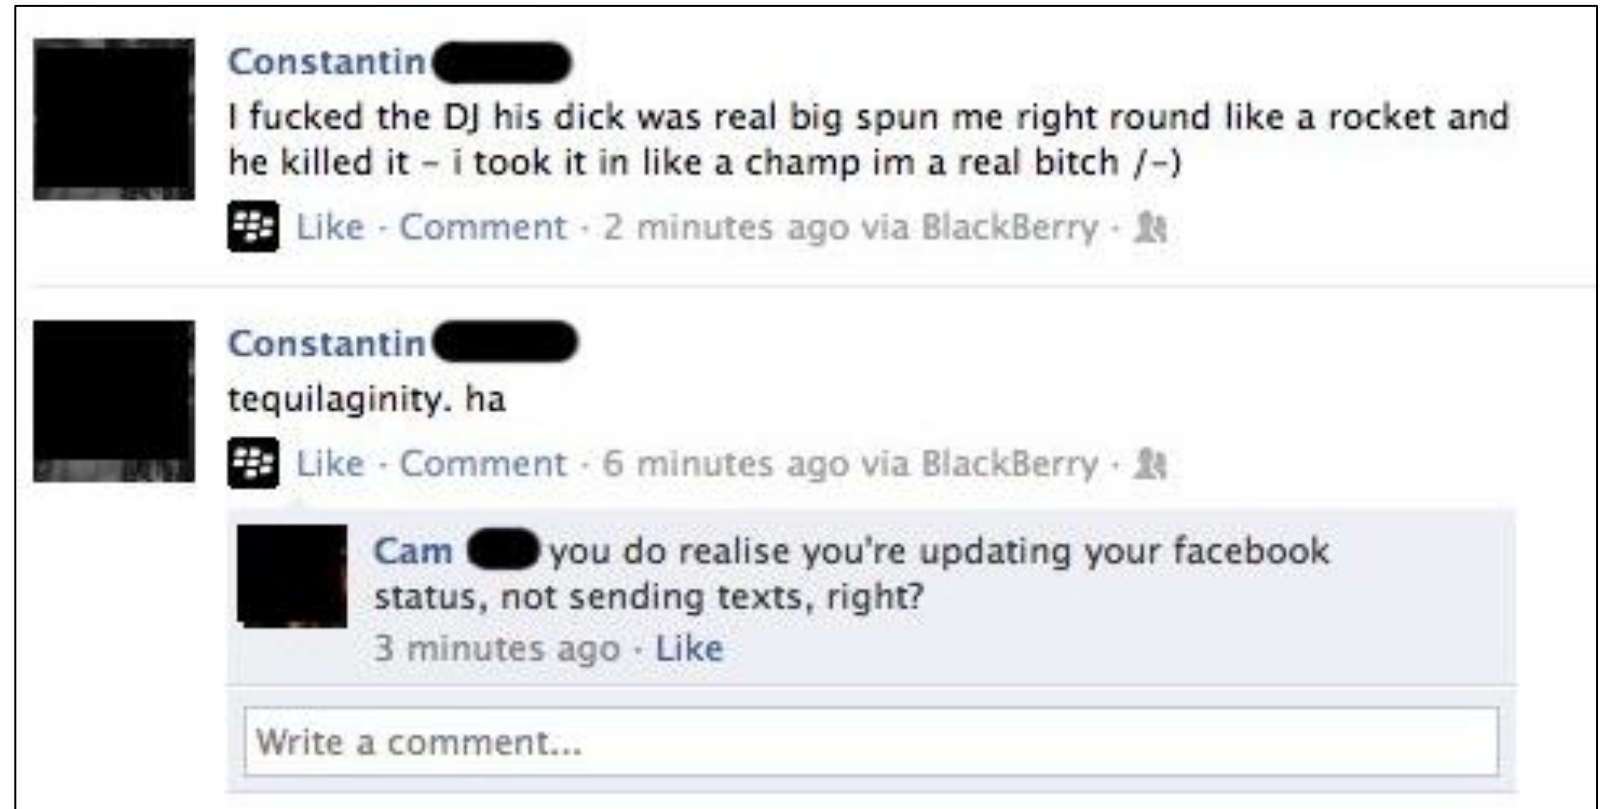 Constantin
I fucked the DJ his dick was real big spun me right round like a rocket and
he killed it – i took it in like a champ im a real bitch /-)
Like · Comment · 2 minutes ago via BlackBerry ·
Constantin
tequilaginity. ha
Like · Comment · 6 minutes ago via BlackBerry ·
Cam you do realise you're updating your facebook
status, not sending texts, right?
3 minutes ago · Like
Write a comment...